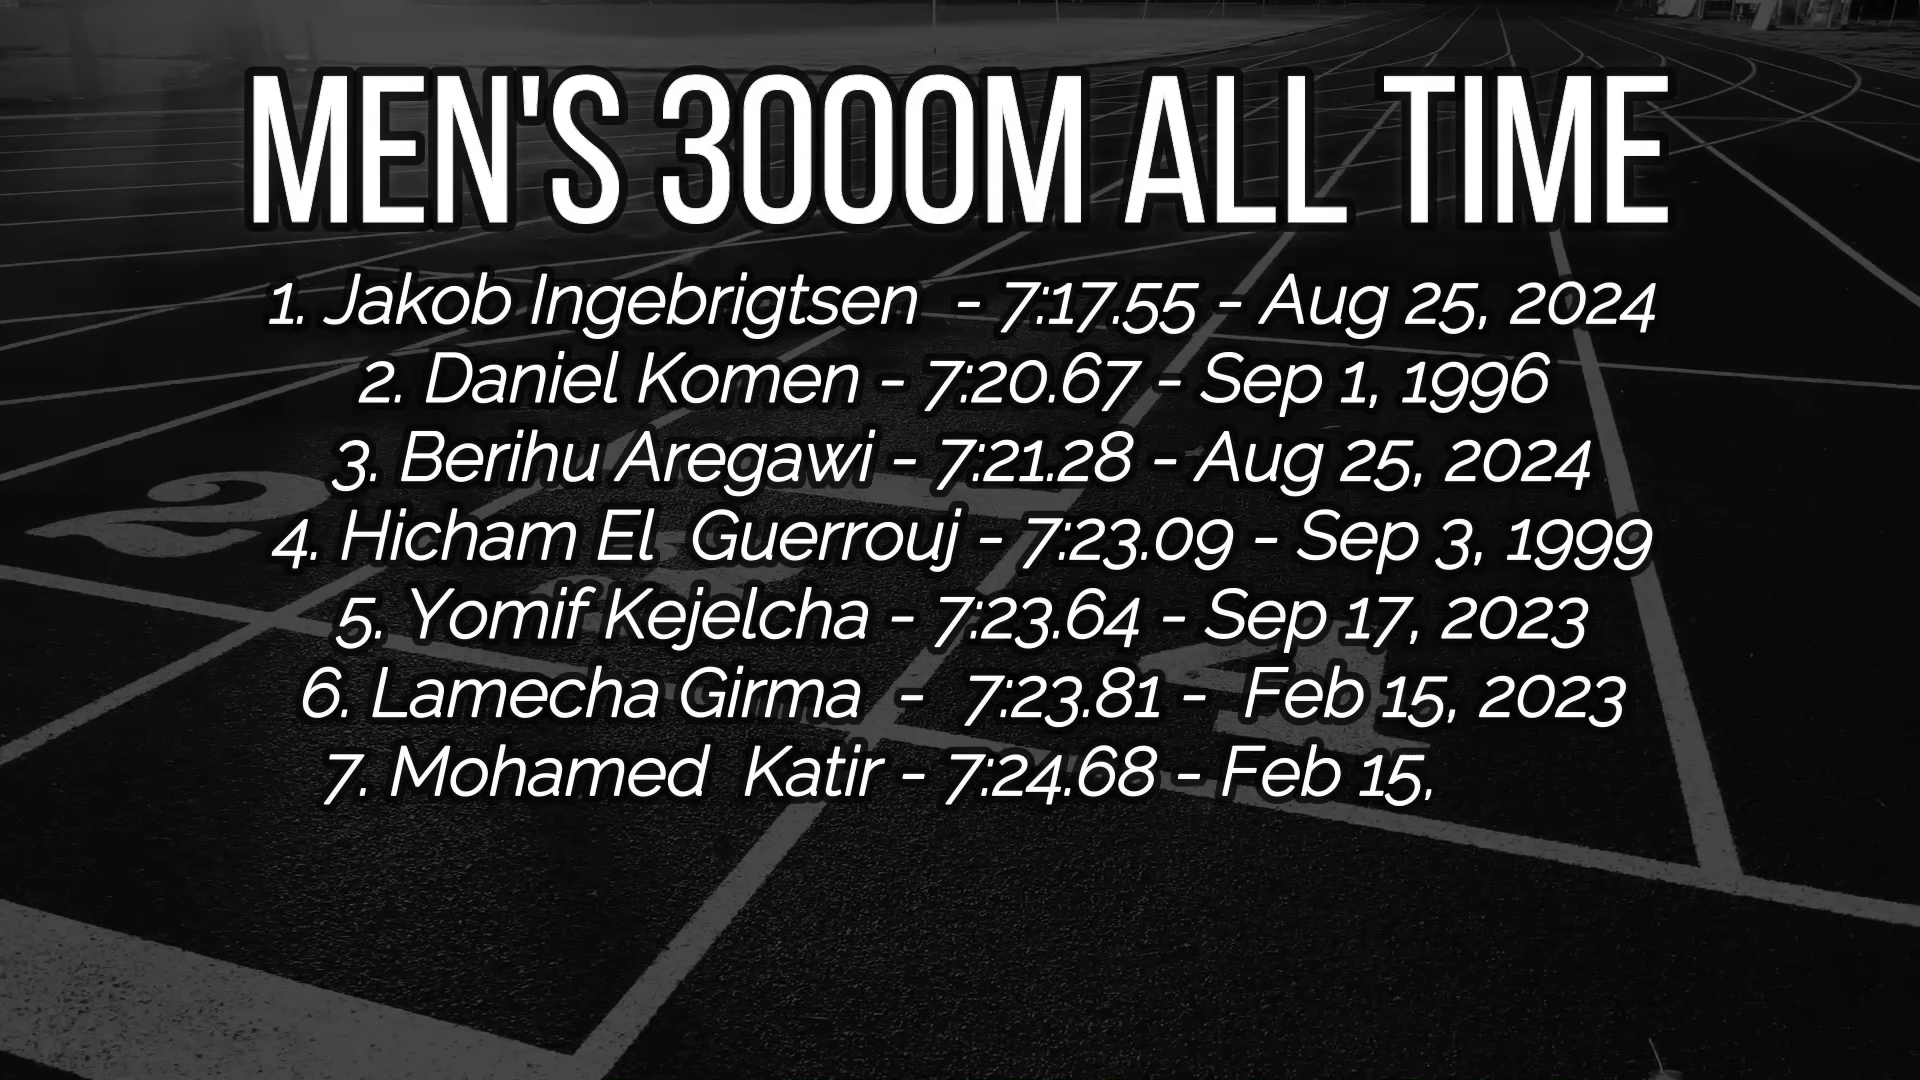 MEN'S 3000M ALL TIME
1. Jakob Ingebrigtsen - 7:17.55 - Aug 25, 2024
2. Daniel Komen - 7:20.67 - Sep 1, 1996
3. Berihu Aregawi - 7:21.28 - Aug 25, 2024
4. Hicham El Guerrouj - 7:23.09 - Sep 3, 1999
5. Yomif Kejelcha - 7:23.64 - Sep 17, 2023
6. Lamecha Girma - 7:23.81 - Feb 15, 2023
7. Mohamed Katir - 7:24.68 - Feb 15,
2
4